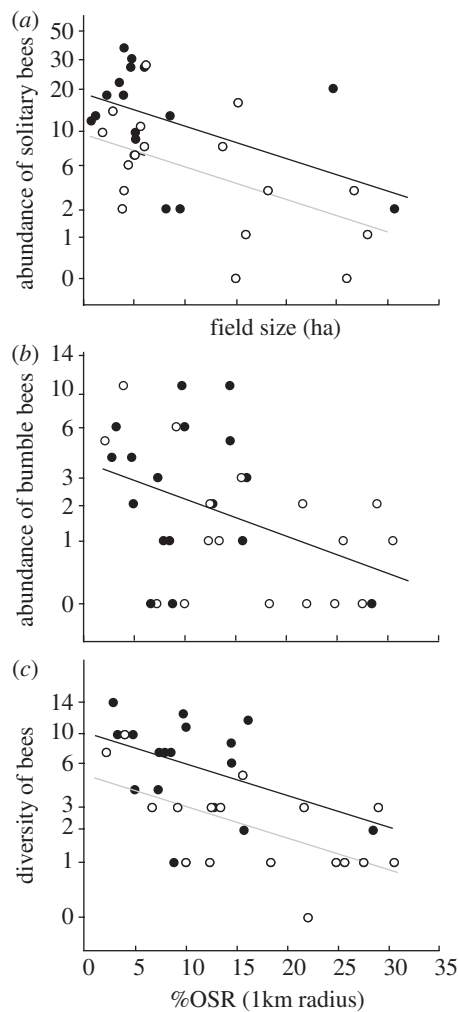 (a)
50
30
20
10
6
2
1
0
abundance of solitary bees
field size (ha)
(b)
14
10
6
3
2
1
0
abundance of bumble bees
(c)
14
10
6
3
2
1
0
diversity of bees
0 5 10 15 20 25 30 35
%OSR (1km radius)